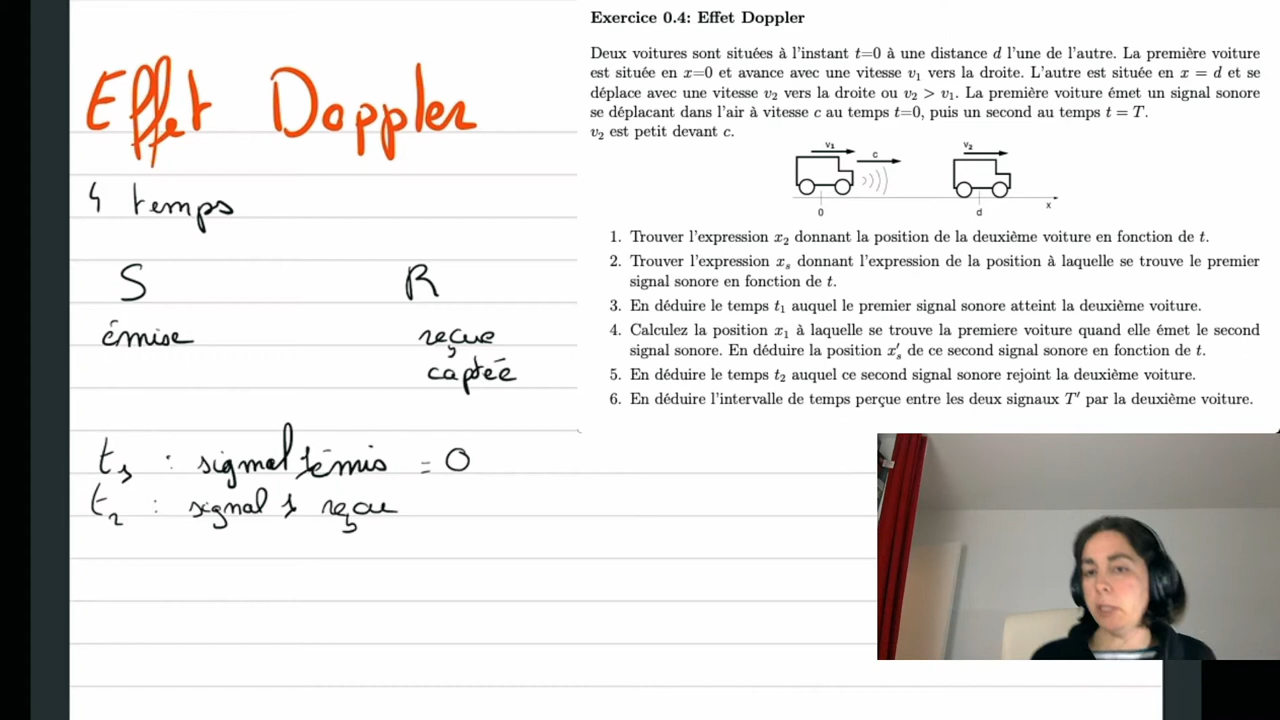 Effet Doppler
4 temps
S R
émise reçue
captée
t1 : signal 1 émis = 0
t2 : signal 1 reçu
Exercice 0.4: Effet Doppler
Deux voitures sont situées à l'instant t=0 à une distance d l'une de l'autre. La première voiture
est située en x=0 et avance avec une vitesse v1 vers la droite. L'autre est située en x = d et se
déplace avec une vitesse v2 vers la droite ou v2 > v1. La première voiture émet un signal sonore
se déplacant dans l'air à vitesse c au temps t=0, puis un second au temps t = T.
v2 est petit devant c.
v1 c v2
0 d x
1. Trouver l'expression x2 donnant la position de la deuxième voiture en fonction de t.
2. Trouver l'expression xs donnant l'expression de la position à laquelle se trouve le premier
signal sonore en fonction de t.
3. En déduire le temps t1 auquel le premier signal sonore atteint la deuxième voiture.
4. Calculez la position x1 à laquelle se trouve la premiere voiture quand elle émet le second
signal sonore. En déduire la position x's de ce second signal sonore en fonction de t.
5. En déduire le temps t2 auquel ce second signal sonore rejoint la deuxième voiture.
6. En déduire l'intervalle de temps perçue entre les deux signaux T' par la deuxième voiture.